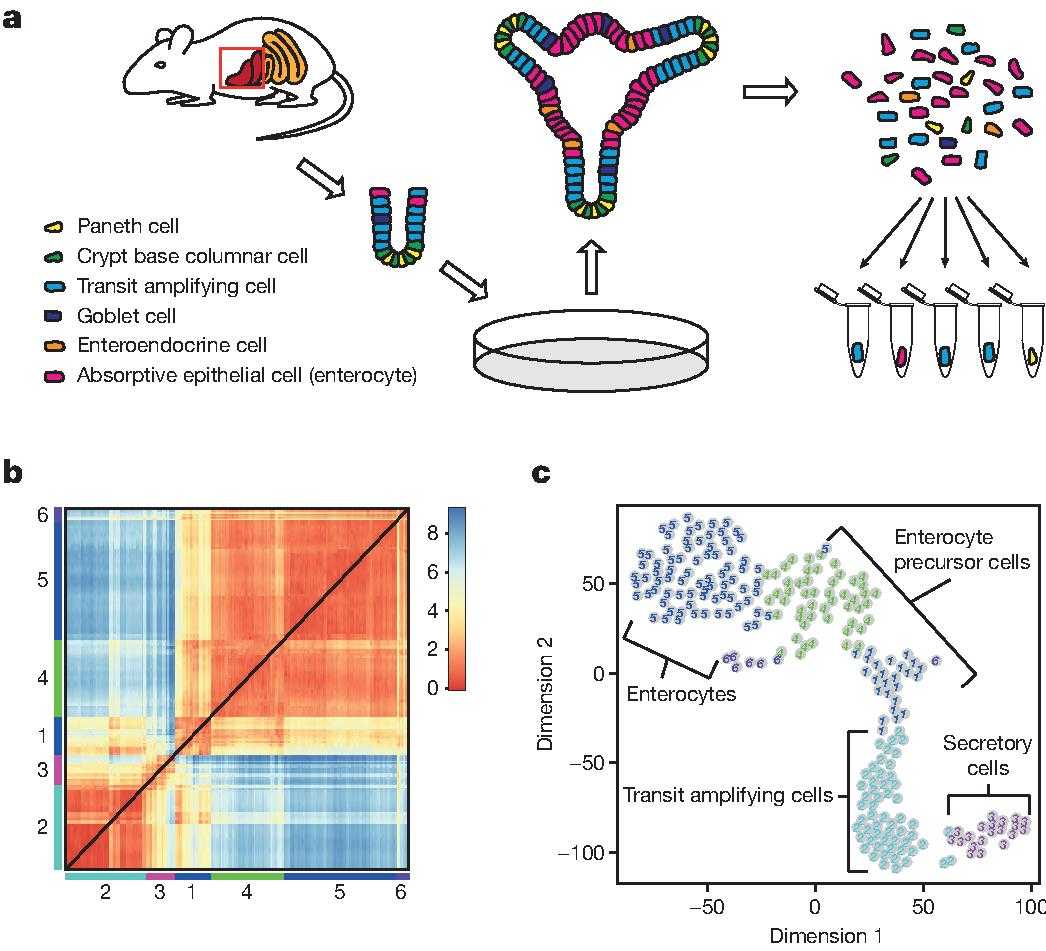 a
Paneth cell
Crypt base columnar cell
Transit amplifying cell
Goblet cell
Enteroendocrine cell
Absorptive epithelial cell (enterocyte)
b
6
5
4
1
3
2
2 3 1 4 5 6
8
6
4
2
0
c
Dimension 2
50
0
−50
−100
Enterocyte
precursor cells
Enterocytes
Transit amplifying cells
Secretory
cells
−50 0 50 100
Dimension 1